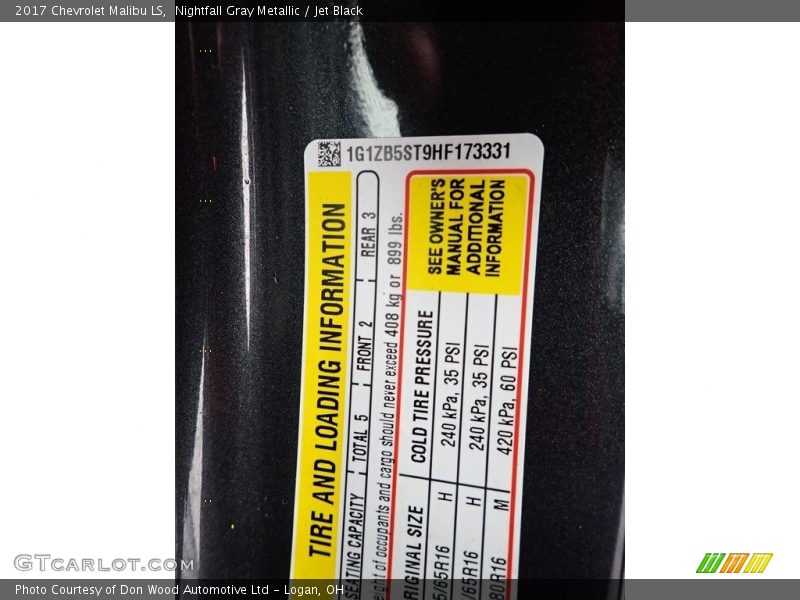 2017 Chevrolet Malibu LS, Nightfall Gray Metallic / Jet Black
1G1ZB5ST9HF173331
TIRE AND LOADING INFORMATION
SEATING CAPACITY TOTAL 5 FRONT 2 REAR 3
of occupants and cargo should never exceed 408 kg or 899 lbs.
SIZE COLD TIRE PRESSURE
SEE OWNER'S
MANUAL FOR
ADDITIONAL
INFORMATION
65R16 H 240 kPa, 35 PSI
65R16 H 240 kPa, 35 PSI
R16 M 420 kPa, 60 PSI
GTCarlot.com
Photo Courtesy of Don Wood Automotive Ltd - Logan, OH